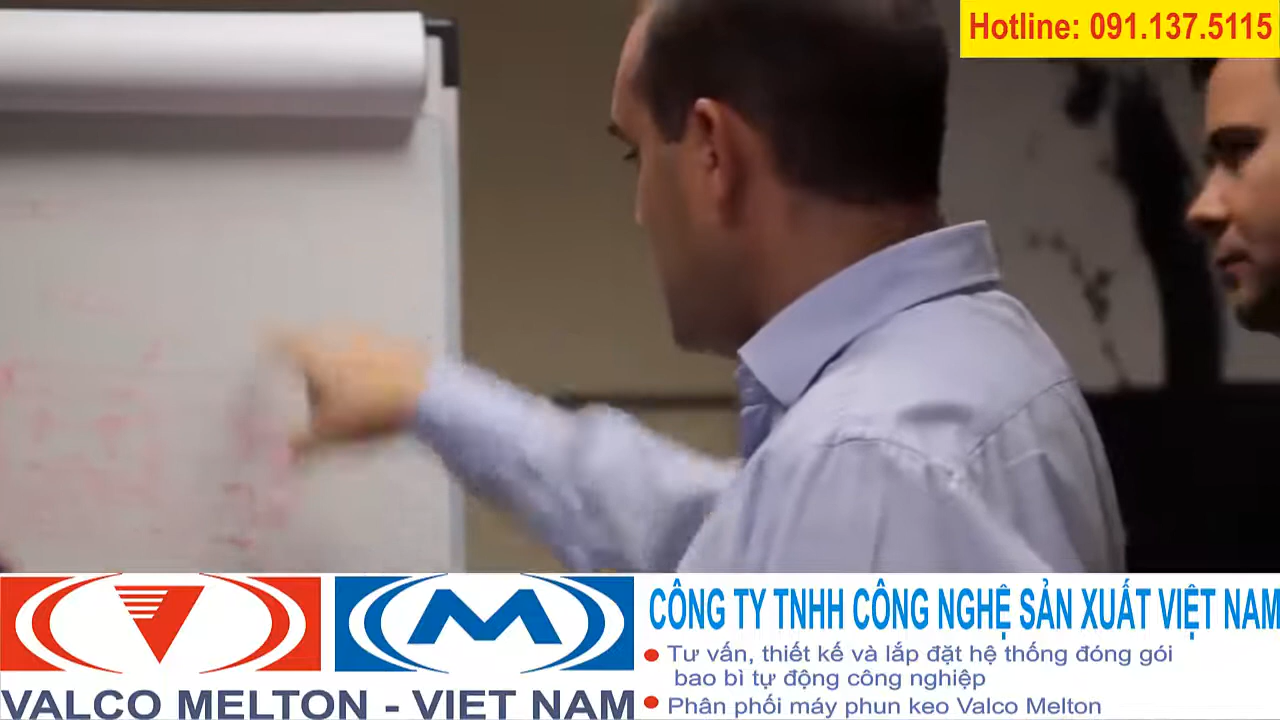 Hotline: 091.137.5115
CÔNG TY TNHH CÔNG NGHỆ SẢN XUẤT VIỆT NAM
• Tư vấn, thiết kế và lắp đặt hệ thống đóng gói
bao bì tự động công nghiệp
• Phân phối máy phun keo Valco Melton
VALCO MELTON - VIET NAM